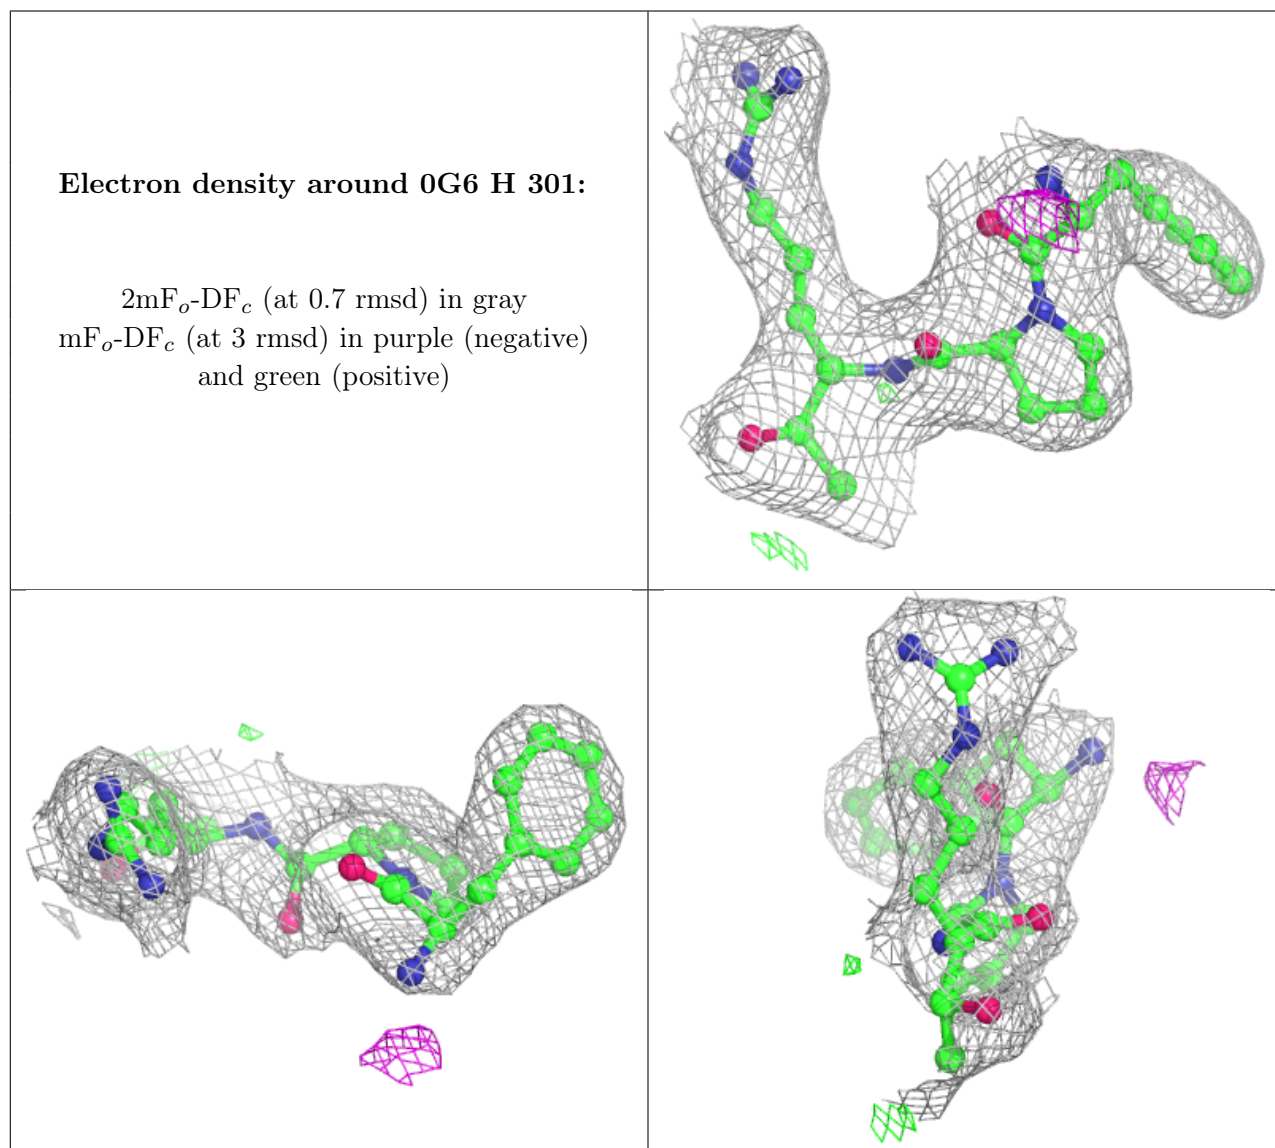 Electron density around 0G6 H 301:
2mFo-DFc (at 0.7 rmsd) in gray
mFo-DFc (at 3 rmsd) in purple (negative)
and green (positive)